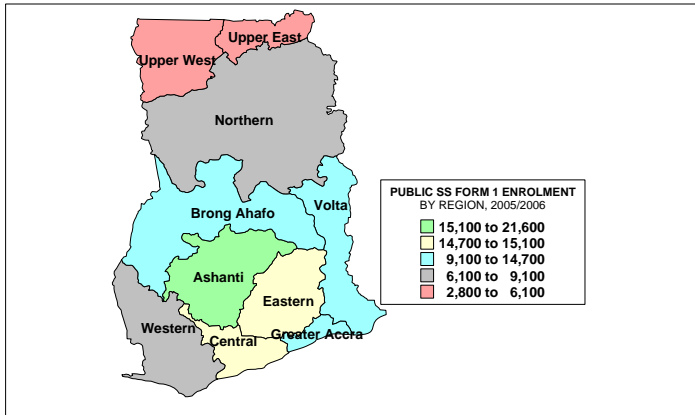 Upper East
Upper West
Northern
Volta
Brong Ahafo
Ashanti
Eastern
Western
Central
Greater Accra
PUBLIC SS FORM 1 ENROLMENT
BY REGION, 2005/2006
15,100 to 21,600
14,700 to 15,100
9,100 to 14,700
6,100 to 9,100
2,800 to 6,100